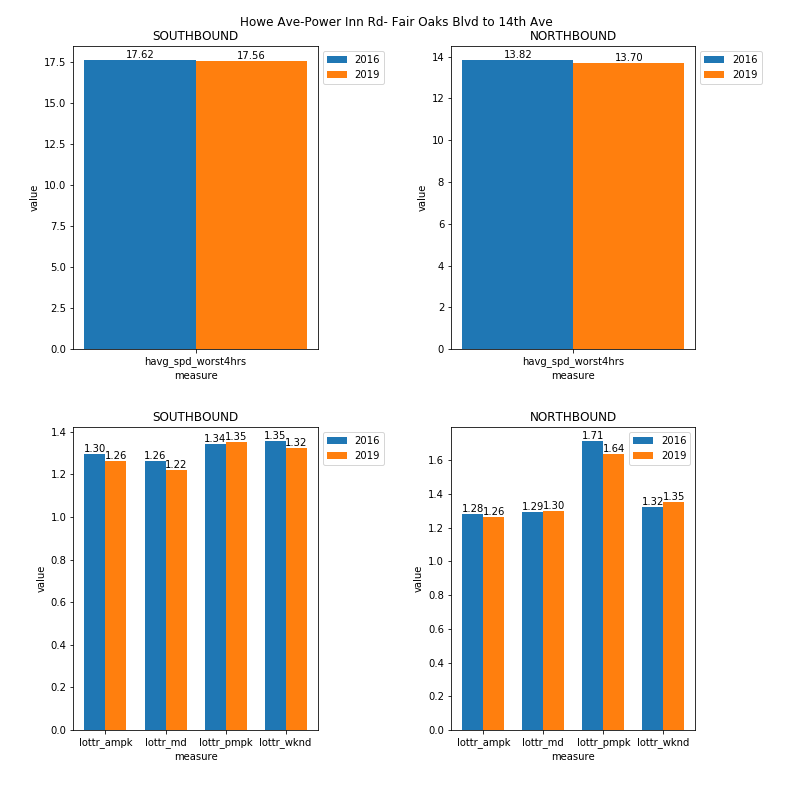 Howe Ave-Power Inn Rd- Fair Oaks Blvd to 14th Ave
SOUTHBOUND
17.62
17.56
2016
2019
17.5
15.0
12.5
10.0
7.5
5.0
2.5
0.0
value
havg_spd_worst4hrs
measure
NORTHBOUND
13.82
13.70
2016
2019
14
12
10
8
6
4
2
0
value
havg_spd_worst4hrs
measure
SOUTHBOUND
1.30
1.26
1.26
1.22
1.34
1.35
1.35
1.32
2016
2019
1.4
1.2
1.0
0.8
0.6
0.4
0.2
0.0
value
lottr_ampk
lottr_md
lottr_pmpk
lottr_wknd
measure
NORTHBOUND
1.28
1.26
1.29
1.30
1.71
1.64
1.32
1.35
2016
2019
1.6
1.4
1.2
1.0
0.8
0.6
0.4
0.2
0.0
value
lottr_ampk
lottr_md
lottr_pmpk
lottr_wknd
measure